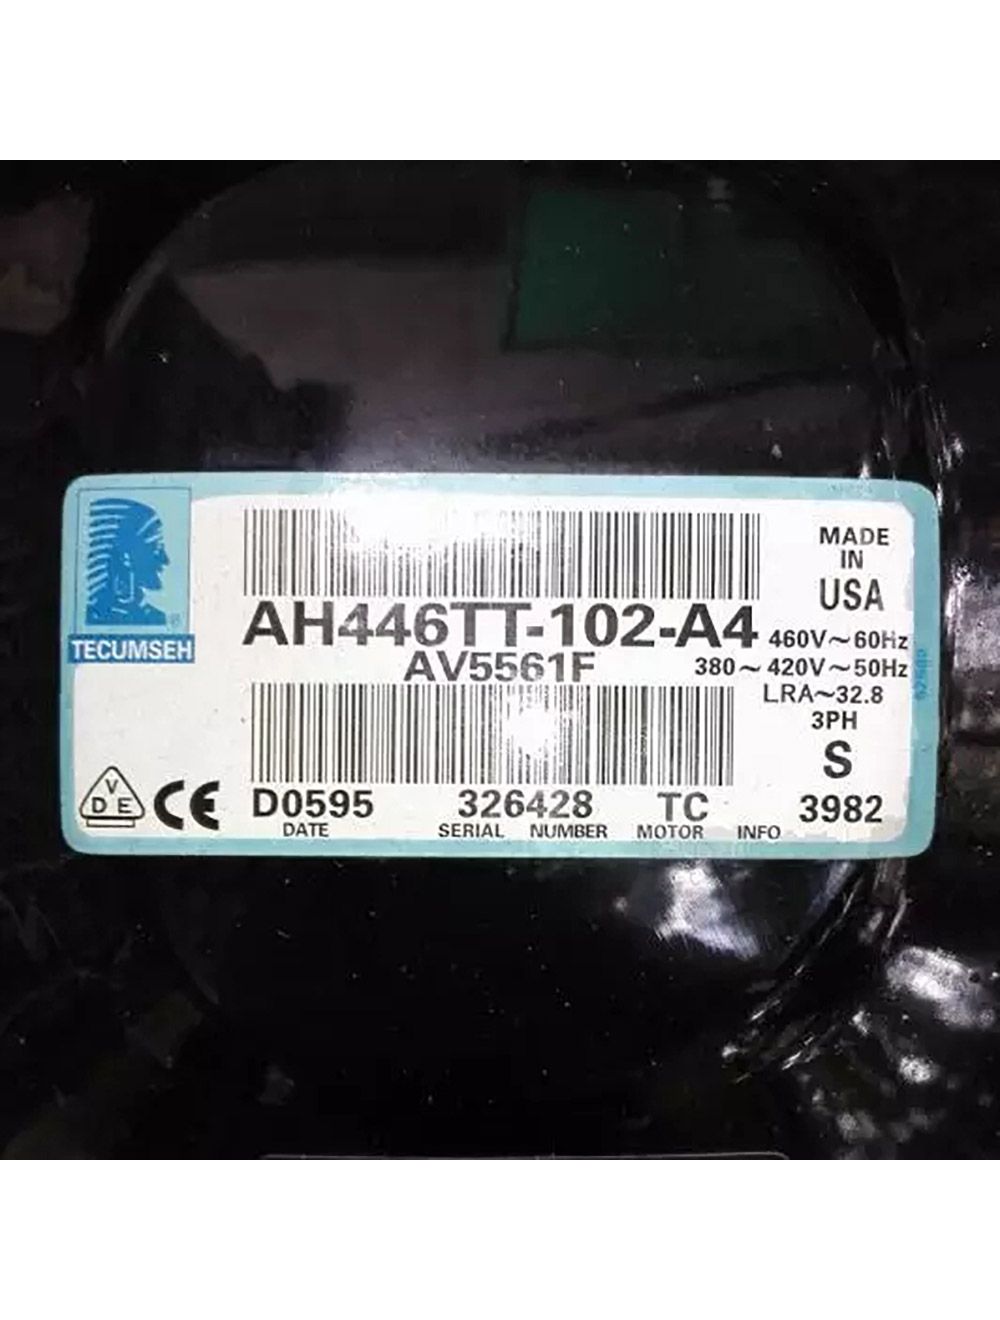 MADE
IN
USA
AH446TT-102-A4
460V~60Hz
AV5561F
380~420V~50Hz
LRA~32.8
3PH
S
TECUMSEH
®
V
D E
CE
D0595 326428 TC 3982
DATE SERIAL NUMBER MOTOR INFO